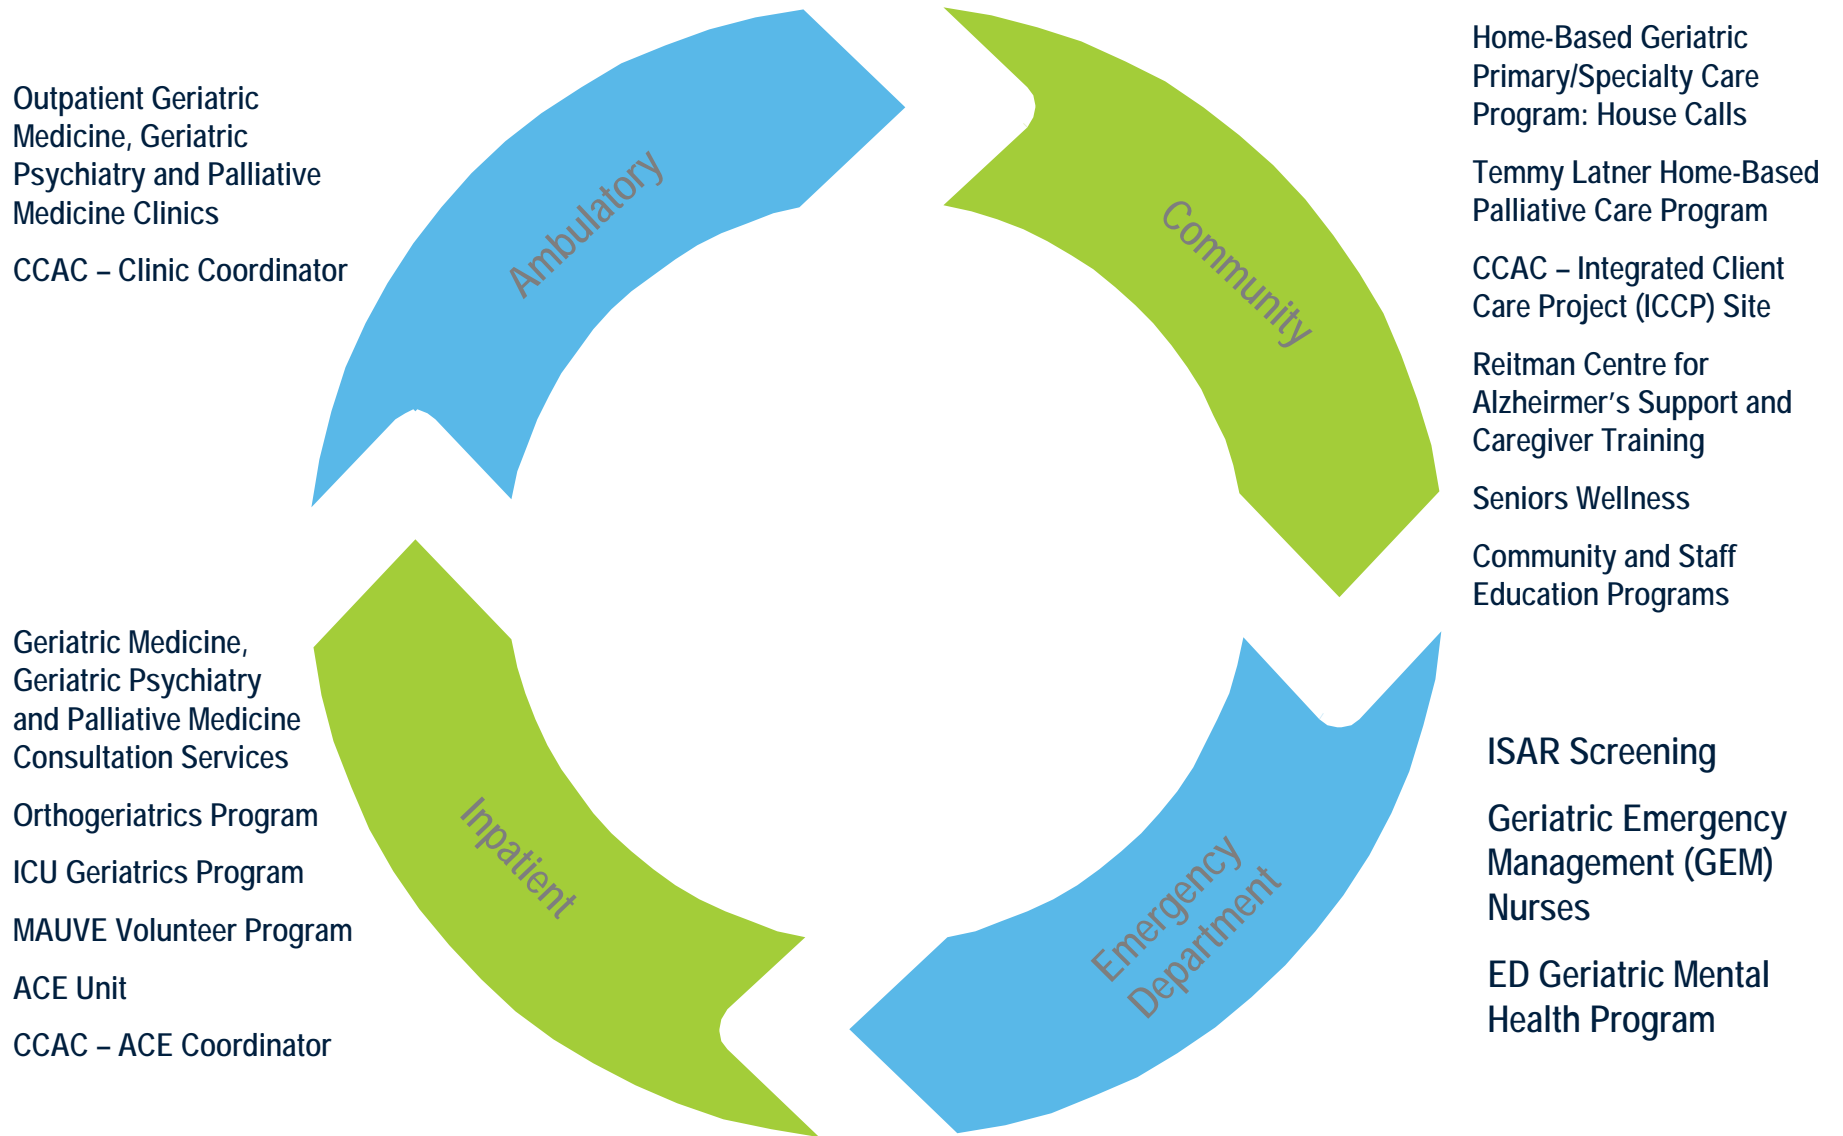 Outpatient Geriatric
Medicine, Geriatric
Psychiatry and Palliative
Medicine Clinics
CCAC – Clinic Coordinator
Ambulatory
Community
Home-Based Geriatric
Primary/Specialty Care
Program: House Calls
Temmy Latner Home-Based
Palliative Care Program
CCAC – Integrated Client
Care Project (ICCP) Site
Reitman Centre for
Alzheirmer’s Support and
Caregiver Training
Seniors Wellness
Community and Staff
Education Programs
Geriatric Medicine,
Geriatric Psychiatry
and Palliative Medicine
Consultation Services
Orthogeriatrics Program
ICU Geriatrics Program
MAUVE Volunteer Program
ACE Unit
CCAC – ACE Coordinator
Inpatient
Emergency
Department
ISAR Screening
Geriatric Emergency
Management (GEM)
Nurses
ED Geriatric Mental
Health Program